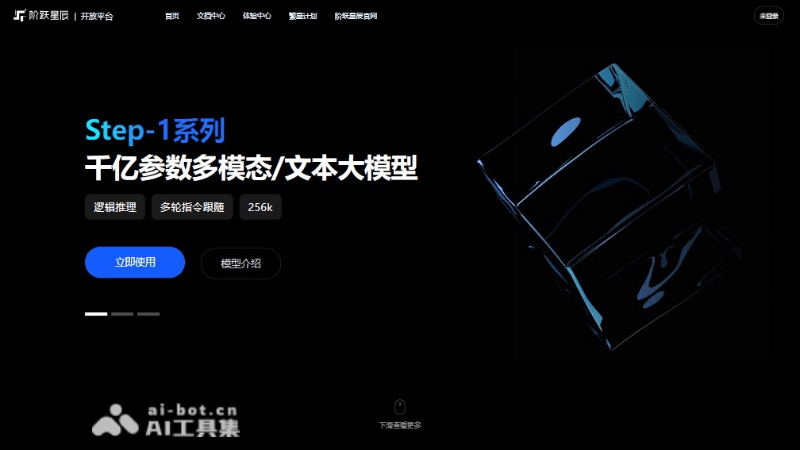 阶跃星辰 | 开放平台 首页 文档中心 体验中心 繁星计划 阶跃星辰官网 未登录
Step-1系列
千亿参数多模态/文本大模型
逻辑推理 多轮指令跟随 256k
立即使用 模型介绍
ai-bot.cn
AI工具集
下滑查看更多